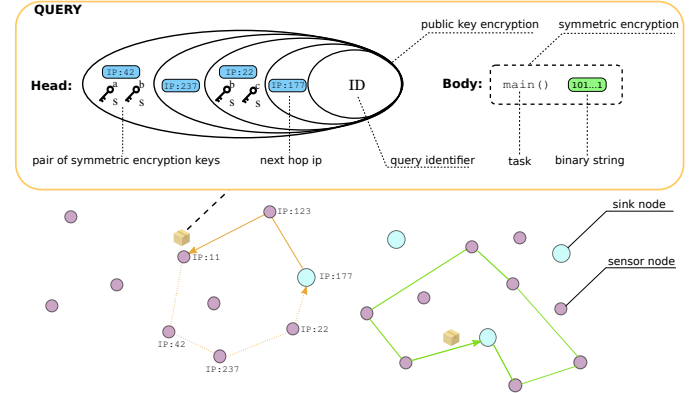 QUERY
public key encryption
symmetric encryption
Head:
IP:42
a
b
s
s
IP:237
IP:22
b
c
s
s
IP:177
ID
Body:
main()
101...1
pair of symmetric encryption keys
next hop ip
query identifier
task
binary string
IP:123
IP:11
IP:177
IP:22
IP:42
IP:237
sink node
sensor node